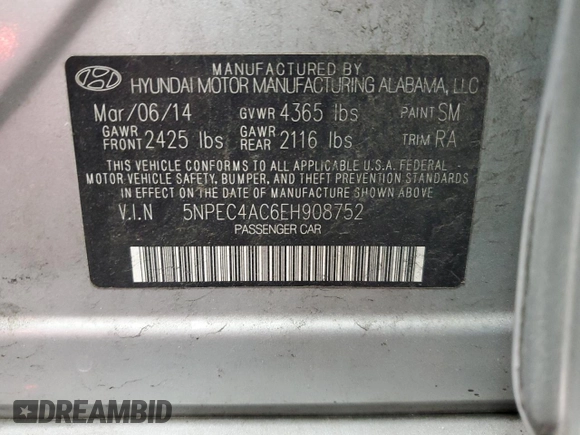 MANUFACTURED BY
HYUNDAI MOTOR MANUFACTURING ALABAMA, LLC
Mar/06/14 GVWR 4365 lbs PAINT SM
GAWR FRONT 2425 lbs GAWR REAR 2116 lbs TRIM RA
THIS VEHICLE CONFORMS TO ALL APPLICABLE U.S.A. FEDERAL
MOTOR VEHICLE SAFETY, BUMPER, AND THEFT PREVENTION STANDARDS
IN EFFECT ON THE DATE OF MANUFACTURE SHOWN ABOVE.
V.I.N 5NPEC4AC6EH908752
PASSENGER CAR
DREAMBID